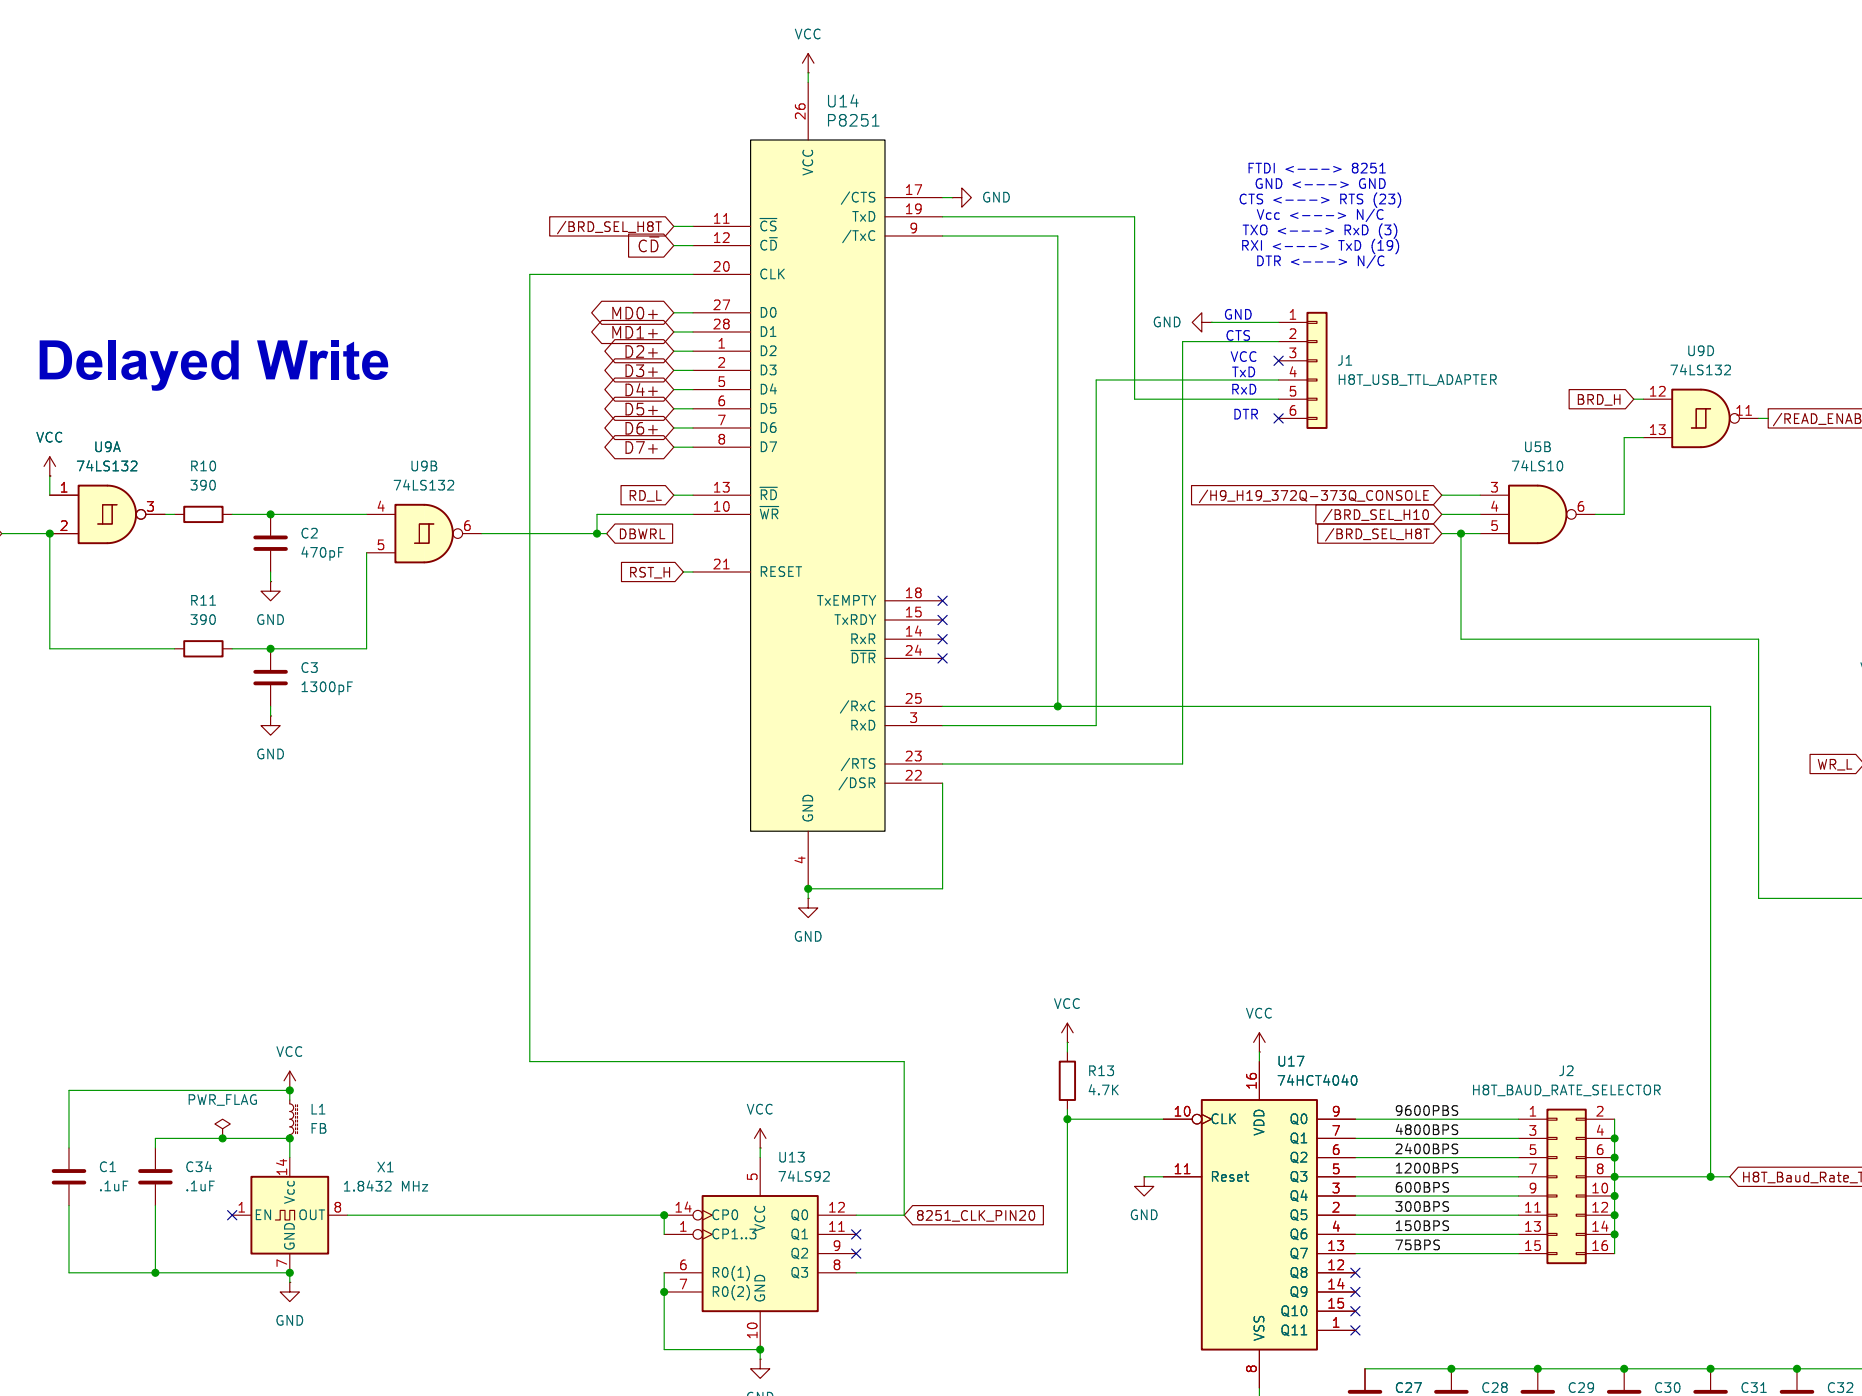 VCC
26
U14
P8251
VCC
/CTS 17 GND
TxD 19
/TxC 9
/BRD_SEL_H8T 11 CS
CD 12 CD
20 CLK
MD0+ 27 D0
MD1+ 28 D1
D2+ 1 D2
D3+ 2 D3
D4+ 5 D4
D5+ 6 D5
D6+ 7 D6
D7+ 8 D7
RD_L 13 RD
10 WR
DBWRL
RST_H 21 RESET
TxEMPTY 18
TxRDY 15
RxR 14
DTR 24
/RxC 25
RxD 3
/RTS 23
/DSR 22
GND
4
GND
FTDI <---> 8251
GND <---> GND
CTS <---> RTS (23)
Vcc <---> N/C
TXO <---> RxD (3)
RXI <---> TxD (19)
DTR <---> N/C
GND GND 1
CTS 2
VCC 3
TxD 4
RxD 5
DTR 6
J1
H8T_USB_TTL_ADAPTER
U9D
74LS132
BRD_H 12
13
11 /READ_ENAB
U5B
74LS10
/H9_H19_372Q-373Q_CONSOLE 3
/BRD_SEL_H10 4
/BRD_SEL_H8T 5
6
WR_L
Delayed Write
VCC
U9A
74LS132
1
2
3
R10
390
C2
470pF
GND
U9B
74LS132
4
5
6
R11
390
C3
1300pF
GND
VCC
PWR_FLAG
L1
FB
C1
.1uF
C34
.1uF
X1
1.8432 MHz
14
Vcc
1 EN OUT 8
GND
7
GND
VCC
5
U13
74LS92
VCC
14 CP0 Q0 12
1 CP1..3 Q1 11
Q2 9
6 R0(1) Q3 8
7 R0(2)
GND
10
GND
8251_CLK_PIN20
VCC
R13
4.7K
VCC
16
U17
74HCT4040
VDD
10 CLK
11 Reset
GND
Q0 9 9600PBS 1 2
Q1 7 4800BPS 3 4
Q2 6 2400BPS 5 6
Q3 5 1200BPS 7 8
Q4 3 600BPS 9 10
Q5 2 300BPS 11 12
Q6 4 150BPS 13 14
Q7 13 75BPS 15 16
Q8 12
Q9 14
Q10 15
Q11 1
VSS
8
J2
H8T_BAUD_RATE_SELECTOR
H8T_Baud_Rate_T
C27 C28 C29 C30 C31 C32